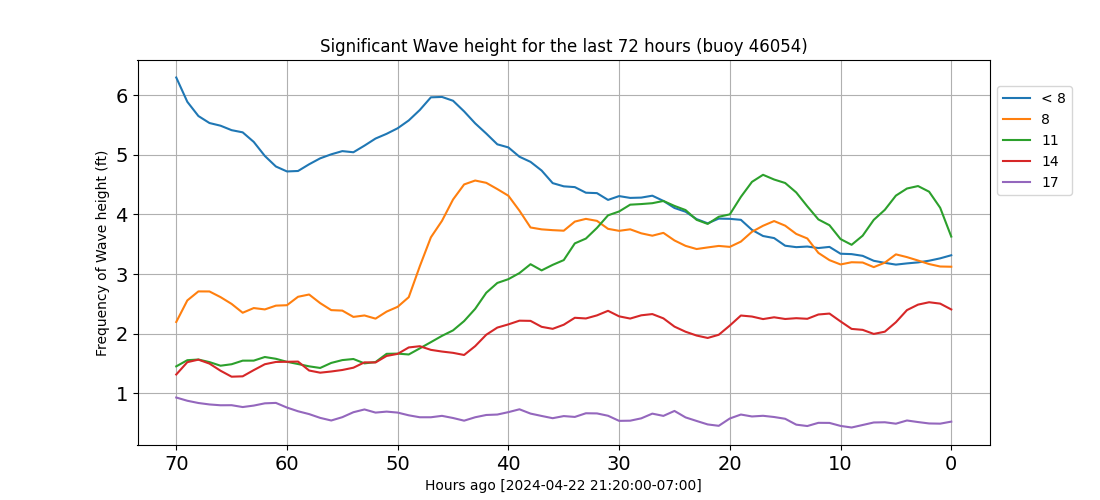 Significant Wave height for the last 72 hours (buoy 46054)
Frequency of Wave height (ft)
6
5
4
3
2
1
< 8
8
11
14
17
70 60 50 40 30 20 10 0
Hours ago [2024-04-22 21:20:00-07:00]